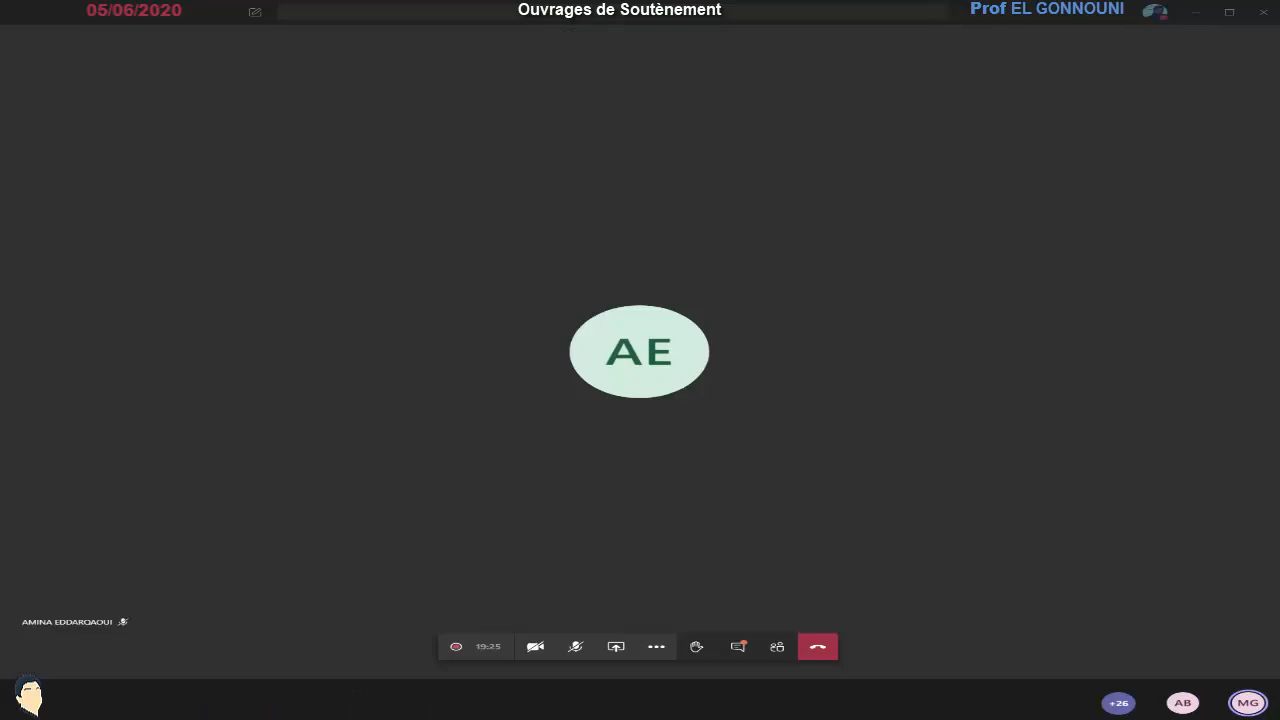 05/06/2020
Ouvrages de Soutènement
Prof EL GONNOUNI
AE
AMINA EDDARQAOUI
19:25
+26
AB
MG